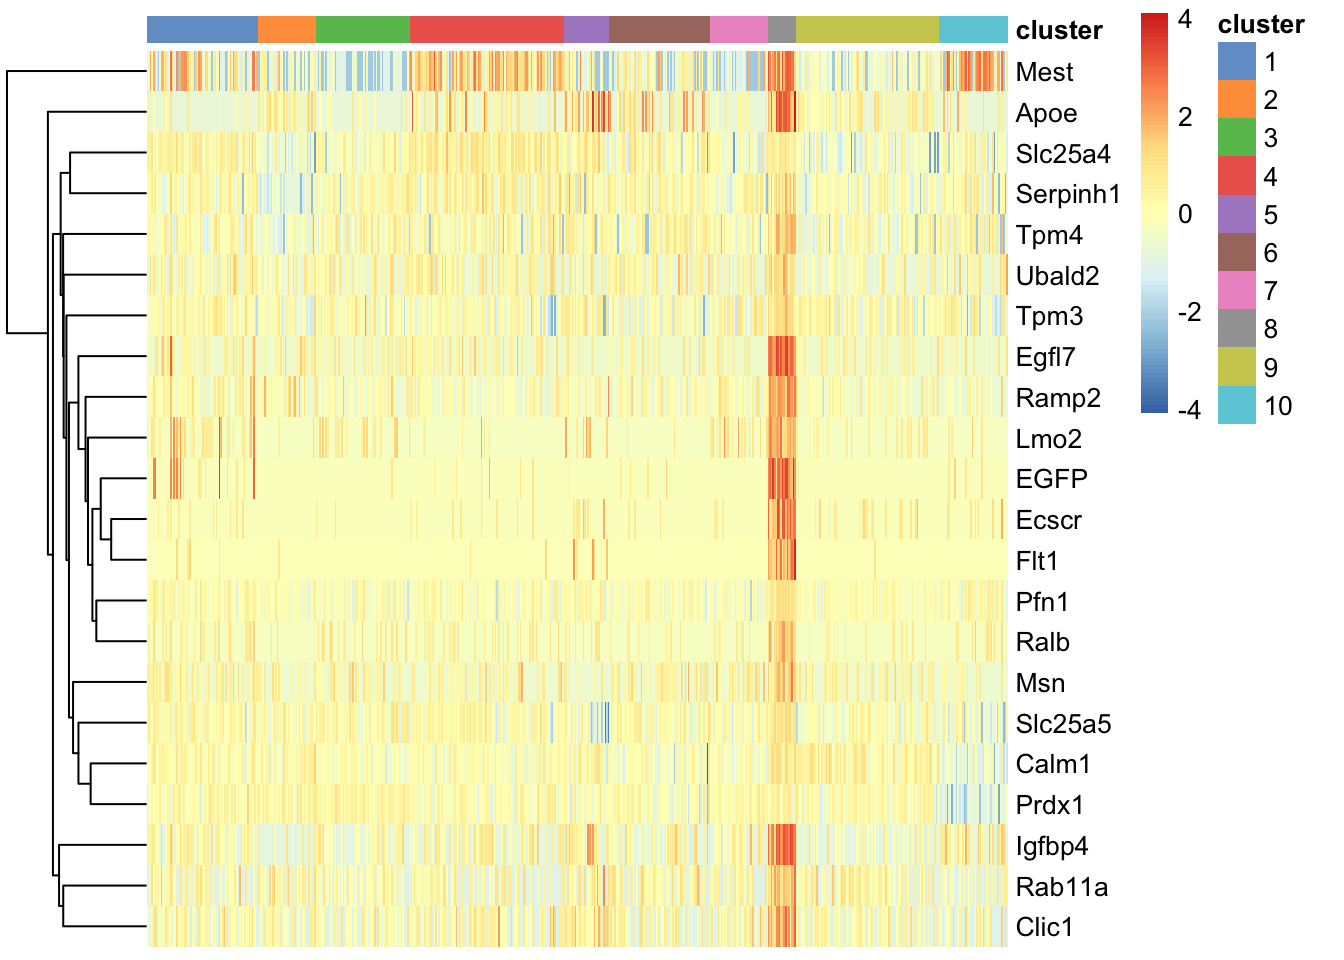 cluster
Mest
Apoe
Slc25a4
Serpinh1
Tpm4
Ubald2
Tpm3
Egfl7
Ramp2
Lmo2
EGFP
Ecscr
Flt1
Pfn1
Ralb
Msn
Slc25a5
Calm1
Prdx1
Igfbp4
Rab11a
Clic1
4
2
0
-2
-4
cluster
1
2
3
4
5
6
7
8
9
10